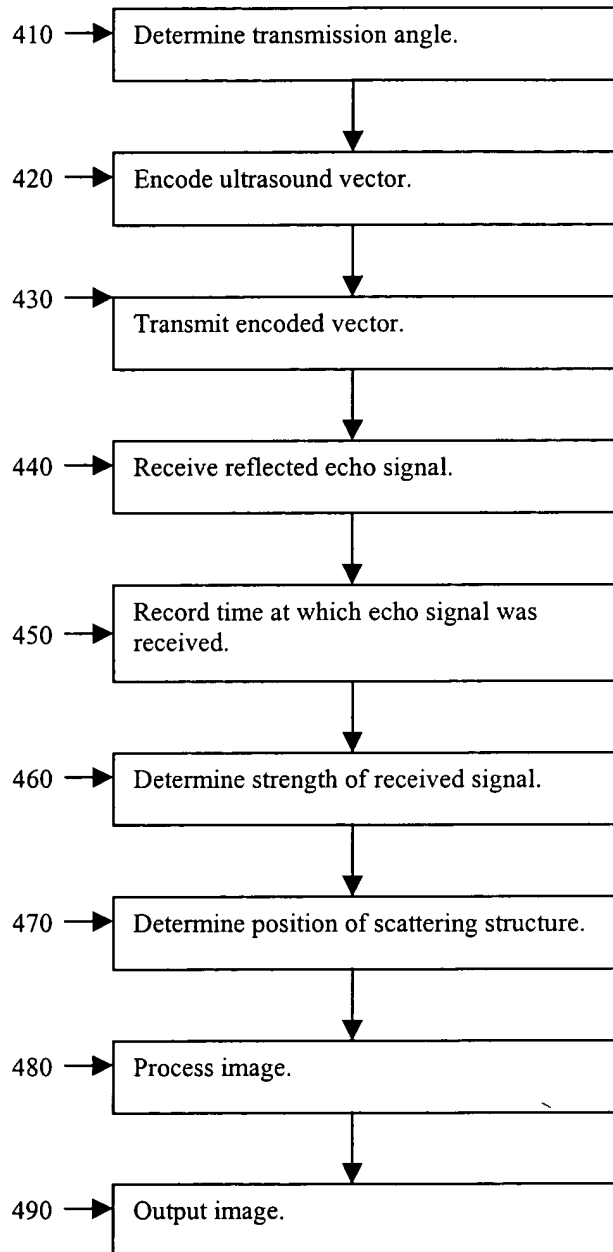 410 Determine transmission angle.
420 Encode ultrasound vector.
430 Transmit encoded vector.
440 Receive reflected echo signal.
450 Record time at which echo signal was
received.
460 Determine strength of received signal.
470 Determine position of scattering structure.
480 Process image.
490 Output image.